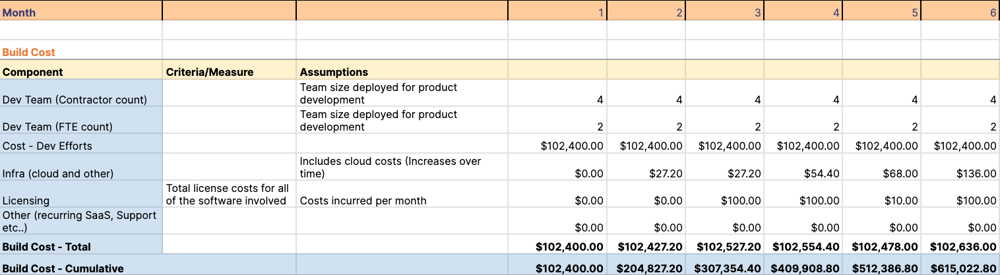 Month 1 2 3 4 5 6
Build Cost
Component Criteria/Measure Assumptions
Team size deployed for product
Dev Team (Contractor count) development 4 4 4 4 4 4
Team size deployed for product
Dev Team (FTE count) development 2 2 2 2 2 2
Cost - Dev Efforts $102,400.00 $102,400.00 $102,400.00 $102,400.00 $102,400.00 $102,400.00
Includes cloud costs (Increases over
Infra (cloud and other) time) $0.00 $27.20 $27.20 $54.40 $68.00 $136.00
Total license costs for all
Licensing of the software involved Costs incurred per month $0.00 $0.00 $100.00 $100.00 $10.00 $100.00
Other (recurring SaaS, Support
etc..) $0.00 $0.00 $0.00 $0.00 $0.00 $0.00
Build Cost - Total $102,400.00 $102,427.20 $102,527.20 $102,554.40 $102,478.00 $102,636.00
Build Cost - Cumulative $102,400.00 $204,827.20 $307,354.40 $409,908.80 $512,386.80 $615,022.80